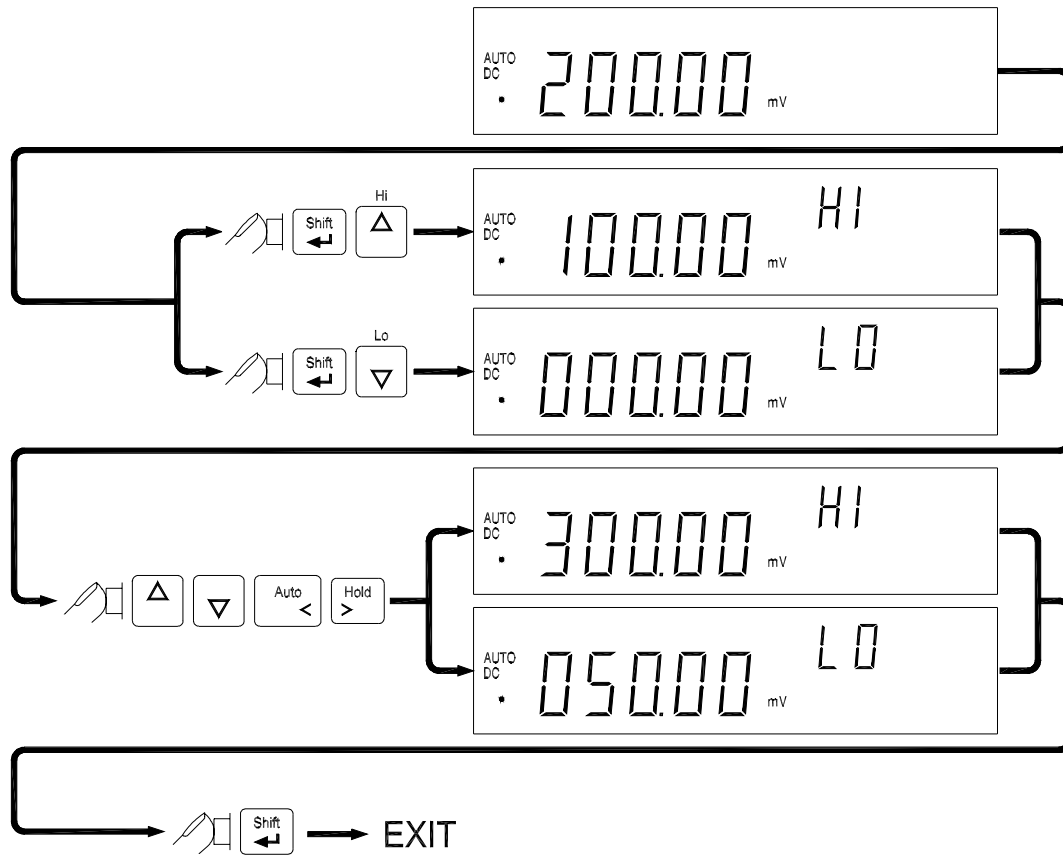 AUTO
DC
200.00 mV
Hi
Shift
AUTO
DC
100.00 mV
HI
Lo
Shift
AUTO
DC
000.00 mV
LO
AUTO
DC
300.00 mV
HI
Auto
<
Hold
>
AUTO
DC
050.00 mV
LO
Shift
EXIT